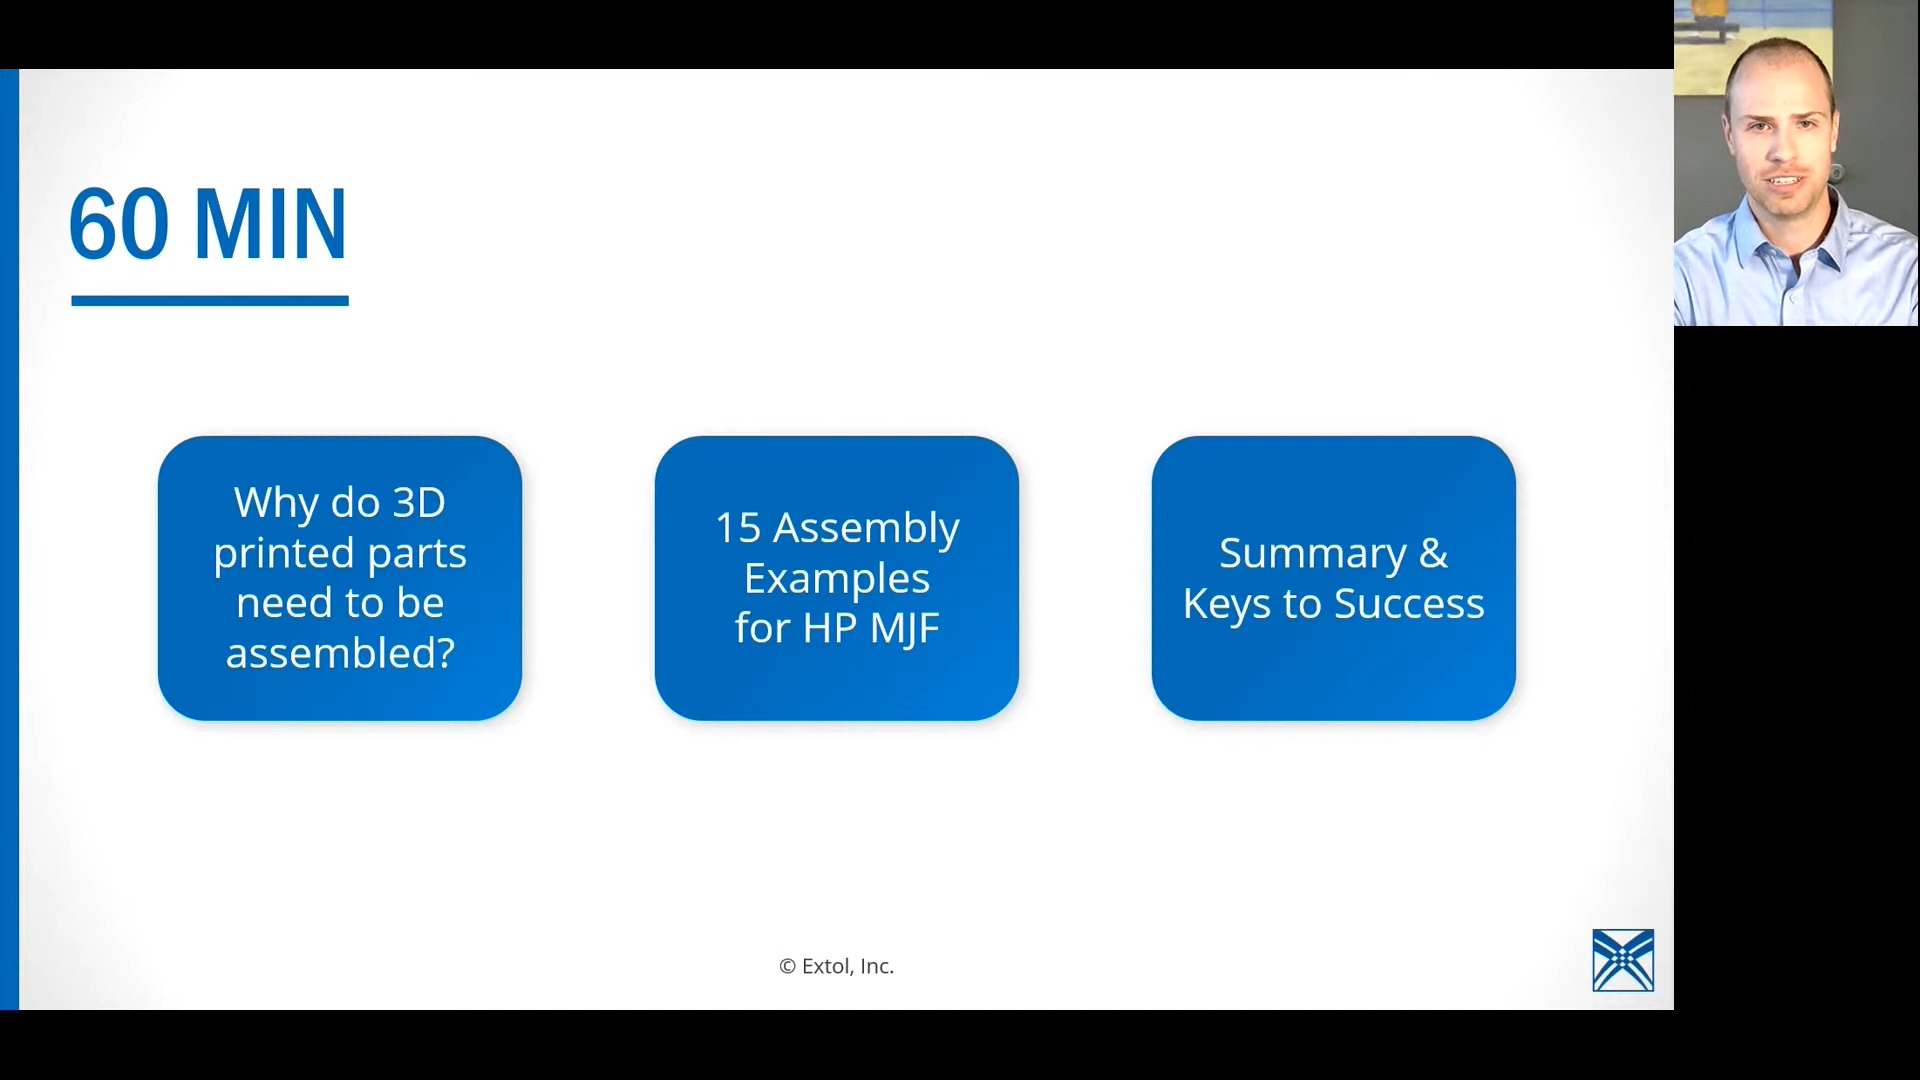 60 MIN
Why do 3D
printed parts
need to be
assembled?
15 Assembly
Examples
for HP MJF
Summary &
Keys to Success
© Extol, Inc.